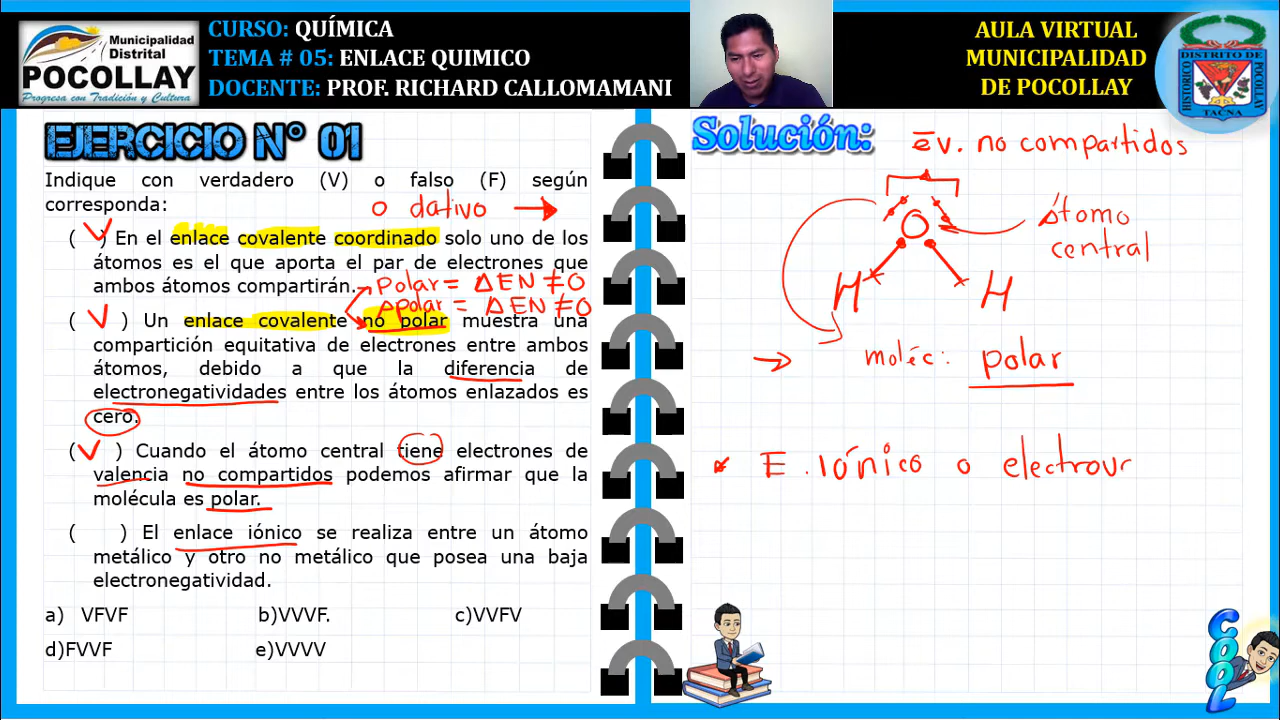 Municipalidad
Distrital
POCOLLAY
Progresa con Tradición y Cultura
CURSO: QUÍMICA
TEMA # 05: ENLACE QUIMICO
DOCENTE: PROF. RICHARD CALLOMAMANI
AULA VIRTUAL
MUNICIPALIDAD
DE POCOLLAY
HISTÓRICO DISTRITO DE POCOLLAY
TACNA
EJERCICIO N° 01
Indique con verdadero (V) o falso (F) según
corresponda:
o dativo →
( V ) En el enlace covalente coordinado solo uno de los
átomos es el que aporta el par de electrones que
ambos átomos compartirán.
Polar = ΔEN ≠ 0
Apolar = ΔEN ≠ 0
( V ) Un enlace covalente no polar muestra una
compartición equitativa de electrones entre ambos
átomos, debido a que la diferencia de
electronegatividades entre los átomos enlazados es
cero.
( V ) Cuando el átomo central tiene electrones de
valencia no compartidos podemos afirmar que la
molécula es polar.
( ) El enlace iónico se realiza entre un átomo
metálico y otro no metálico que posea una baja
electronegatividad.
a) VFVF b)VVVF. c)VVFV
d)FVVF e)VVVV
Solución:
ēv. no compartidos
O
Átomo
central
H H
→ moléc: polar
* E. Iónico o electrov
COOL